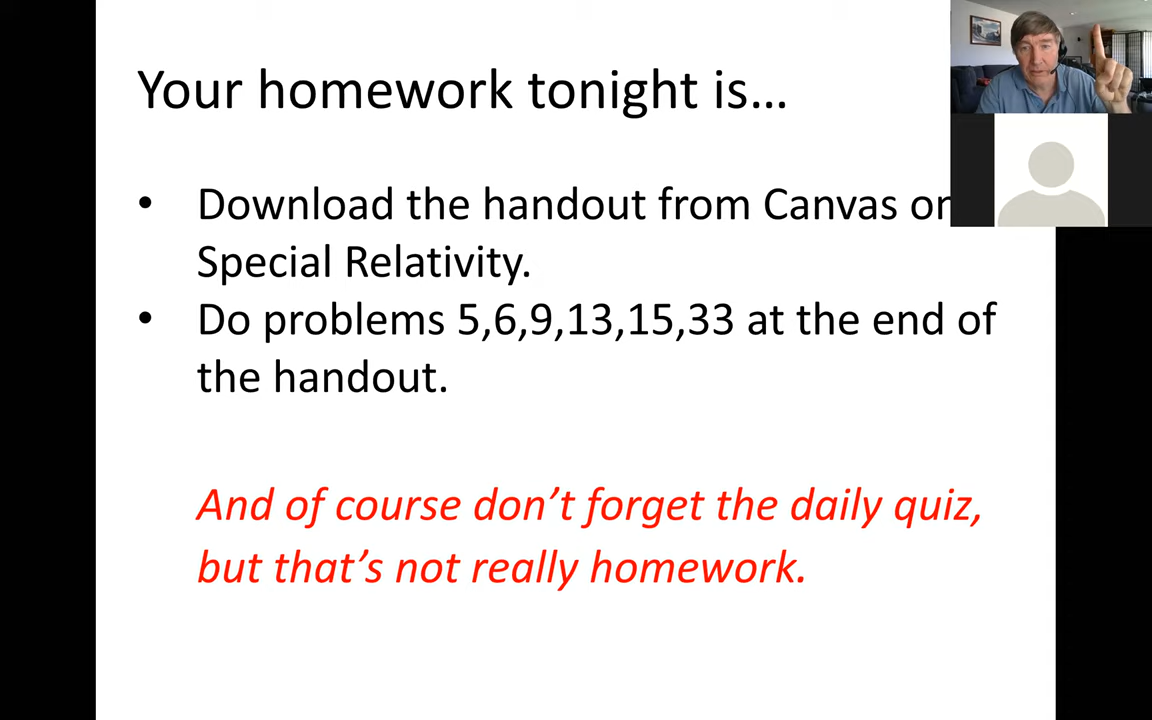 Your homework tonight is…
• Download the handout from Canvas on
Special Relativity.
• Do problems 5,6,9,13,15,33 at the end of
the handout.
And of course don’t forget the daily quiz,
but that’s not really homework.